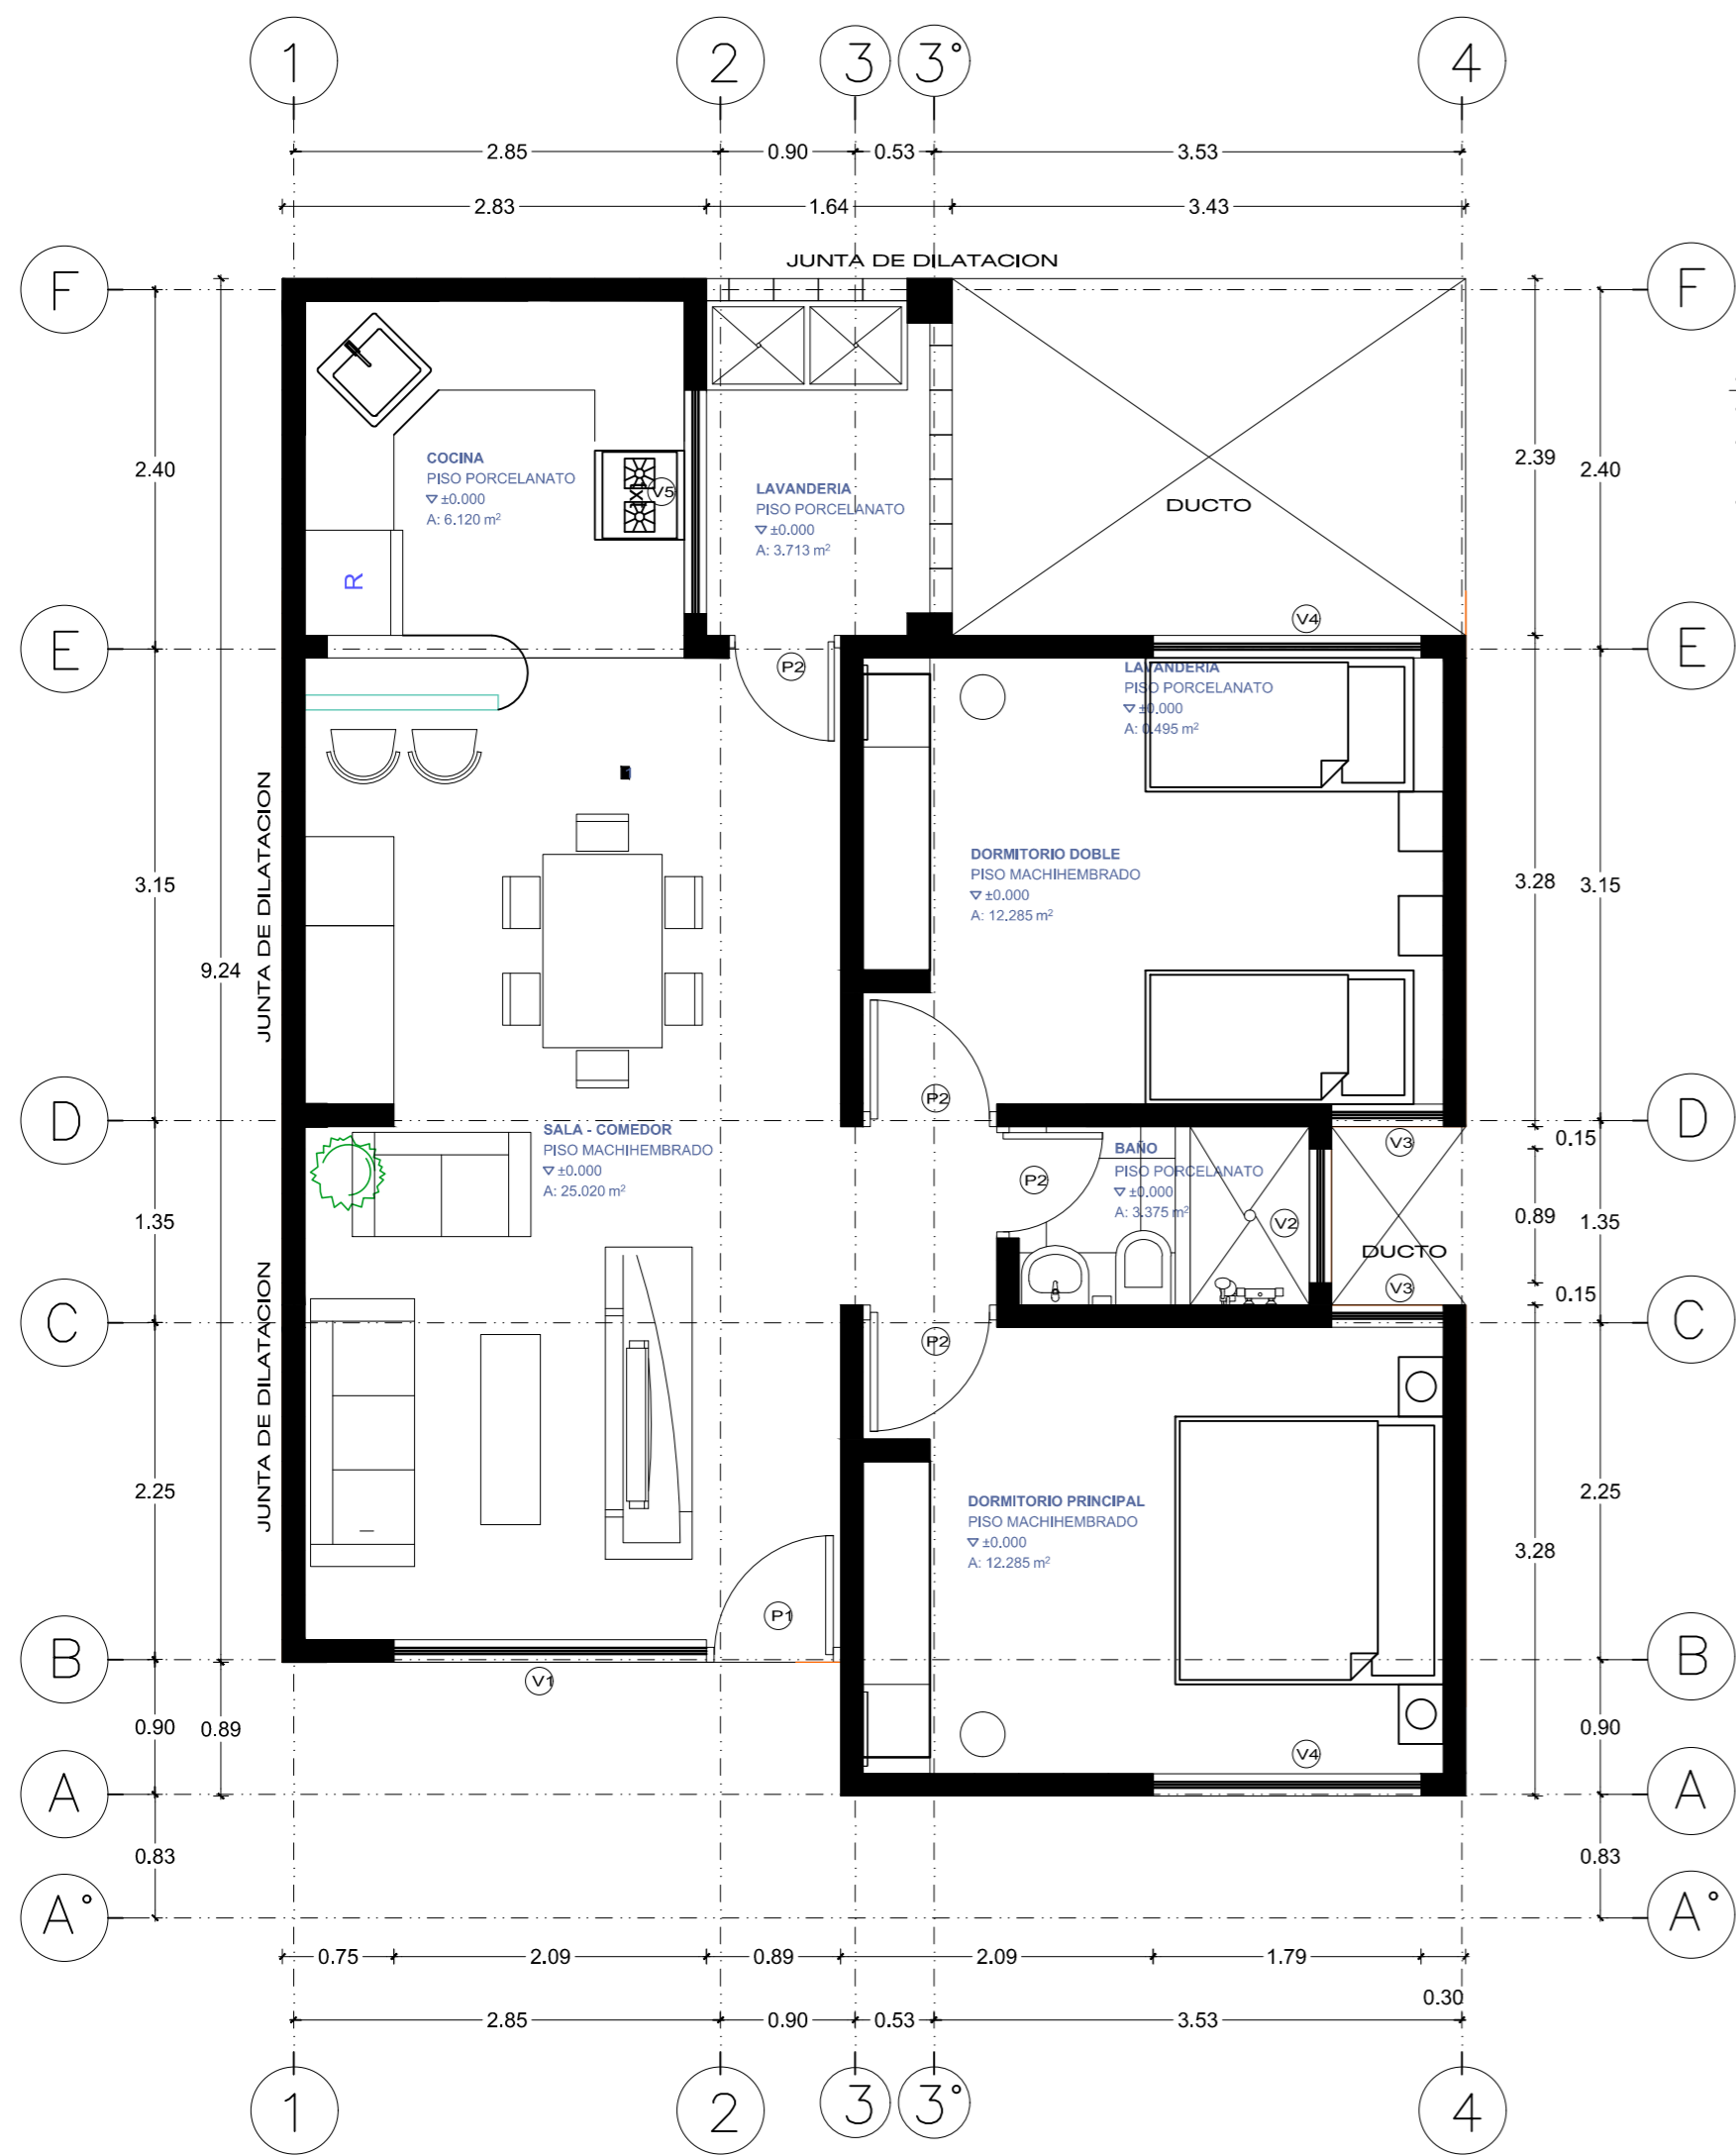 1 2 3 3° 4
2.85 0.90 0.53 3.53
2.83 1.64 3.43
JUNTA DE DILATACION
F F
2.40 2.39 2.40
COCINA
PISO PORCELANATO
±0.000
A: 6.120 m²
V5
R
LAVANDERIA
PISO PORCELANATO
±0.000
A: 3.713 m²
DUCTO
V4
E E
P2
LAVANDERIA
PISO PORCELANATO
±0.000
A: 0.495 m²
JUNTA DE DILATACION
3.15 3.28 3.15
DORMITORIO DOBLE
PISO MACHIHEMBRADO
±0.000
A: 12.285 m²
9.24
P2
D D
SALA - COMEDOR
PISO MACHIHEMBRADO
±0.000
A: 25.020 m²
P2
BAÑO
PISO PORCELANATO
±0.000
A: 3.375 m²
V2
V3
0.15
1.35 0.89 1.35
DUCTO
V3
0.15
C C
P2
JUNTA DE DILATACION
2.25 2.25
DORMITORIO PRINCIPAL
PISO MACHIHEMBRADO
±0.000
A: 12.285 m²
3.28
P1
B B
V1
0.90 0.89 0.90
V4
A A
0.83 0.83
A° A°
0.75 2.09 0.89 2.09 1.79
0.30
2.85 0.90 0.53 3.53
1 2 3 3° 4